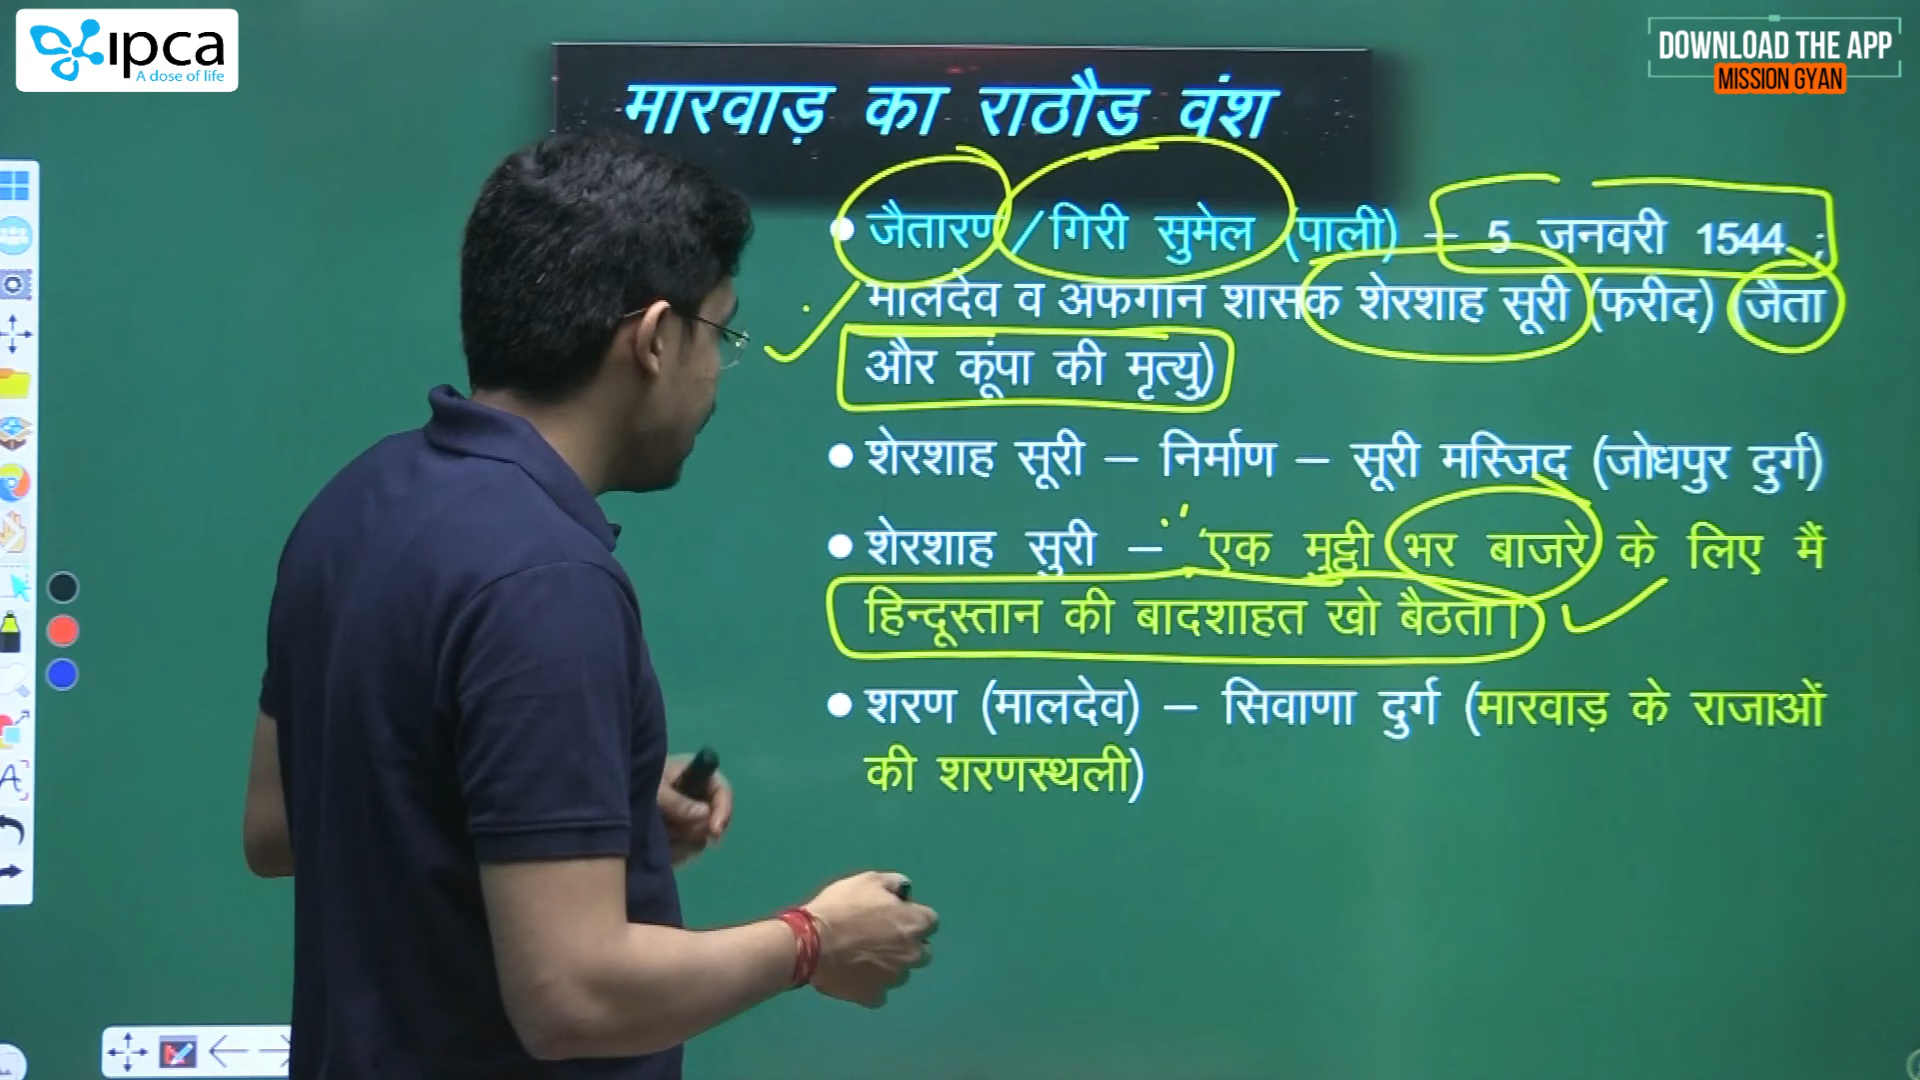 ipca
A dose of life
DOWNLOAD THE APP
MISSION GYAN
मारवाड़ का राठौड वंश
• जैतारण/गिरी सुमेल (पाली) – 5 जनवरी 1544 ;
मालदेव व अफगान शासक शेरशाह सूरी (फरीद) (जैता
और कूंपा की मृत्यु)
• शेरशाह सूरी – निर्माण – सूरी मस्जिद (जोधपुर दुर्ग)
• शेरशाह सुरी – 'एक मुट्ठी भर बाजरे के लिए मैं
हिन्दूस्तान की बादशाहत खो बैठता।
• शरण (मालदेव) – सिवाणा दुर्ग (मारवाड़ के राजाओं
की शरणस्थली)